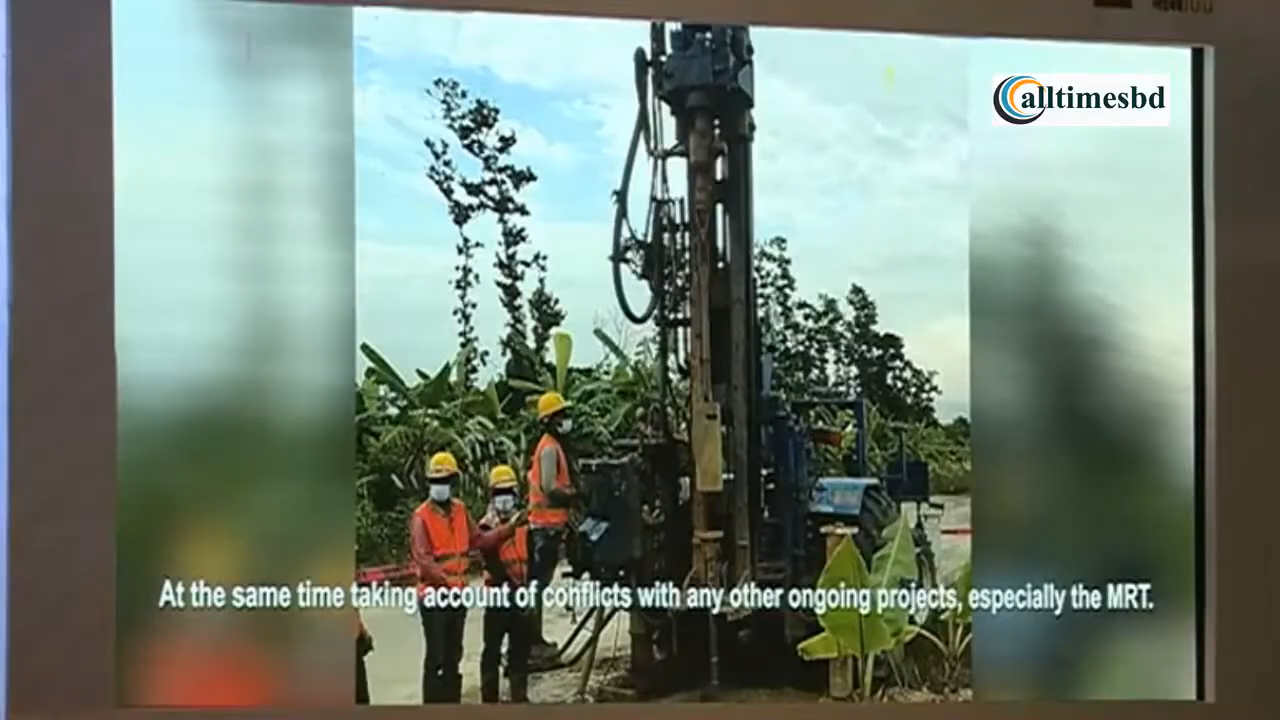 alltimesbd
At the same time taking account of conflicts with any other ongoing projects, especially the MRT.